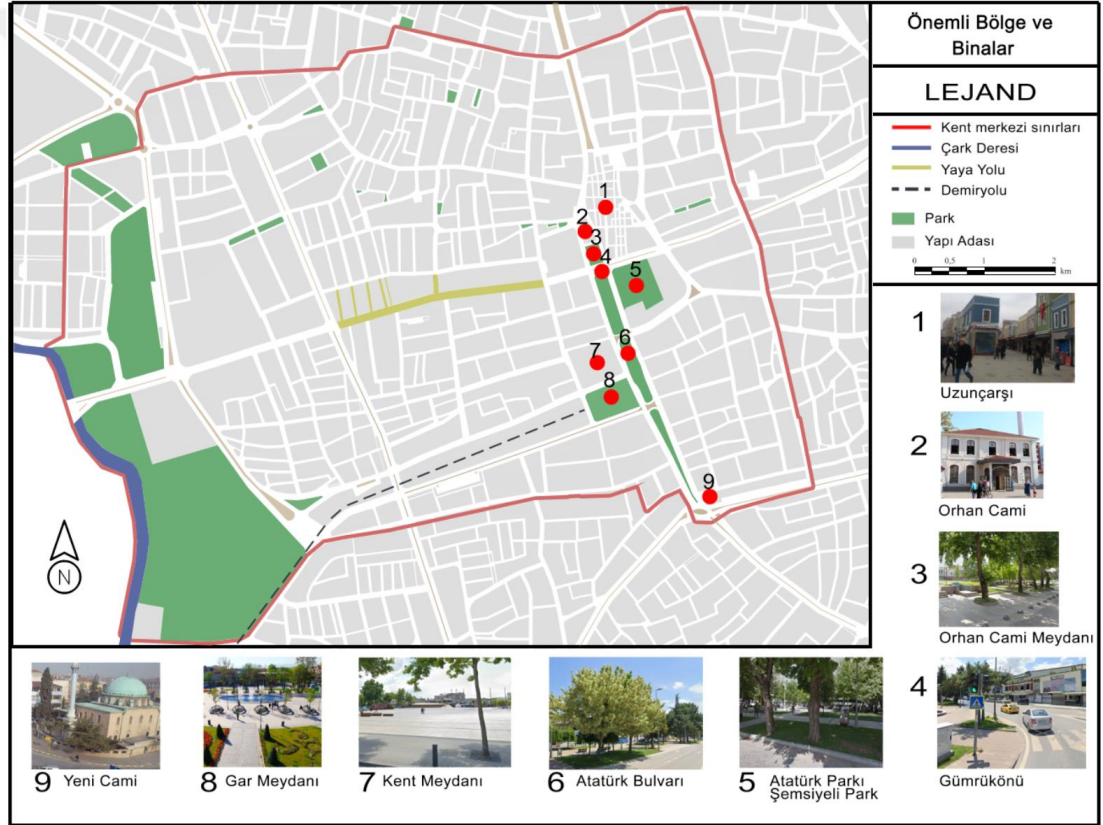 Önemli Bölge ve
Binalar
LEJAND
Kent merkezi sınırları
Çark Deresi
Yaya Yolu
Demiryolu
Park
Yapı Adası
0 0,5 1 2
km
1
2
3
4
5
6
7
8
9
N
1
Uzunçarşı
2
Orhan Cami
3
Orhan Cami Meydanı
4
Gümrükönü
9 Yeni Cami
8 Gar Meydanı
7 Kent Meydanı
6 Atatürk Bulvarı
5 Atatürk Parkı
Şemsiyeli Park